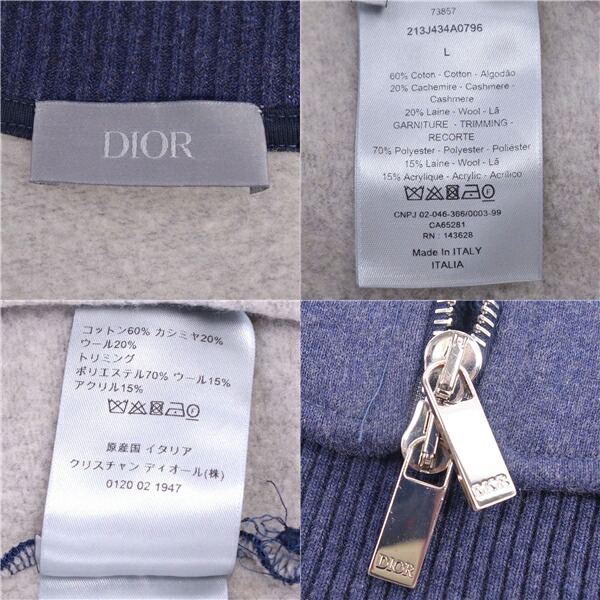 DIOR
73857
213J434A0796
L
60% Coton - Cotton - Algodão
20% Cachemire - Cashmere -
Cashmere
20% Laine - Wool - Lã
GARNITURE - TRIMMING -
RECORTE
70% Polyester - Polyester - Poliéster
15% Laine - Wool - Lã
15% Acrylique - Acrylic - Acrílico
CNPJ 02-046-366/0003-99
CA65281
RN : 143628
Made in ITALY
ITALIA
コットン60% カシミヤ20%
ウール20%
トリミング
ポリエステル70% ウール15%
アクリル15%
原産国 イタリア
クリスチャン ディオール(株)
0120 02 1947
DIOR
DIOR